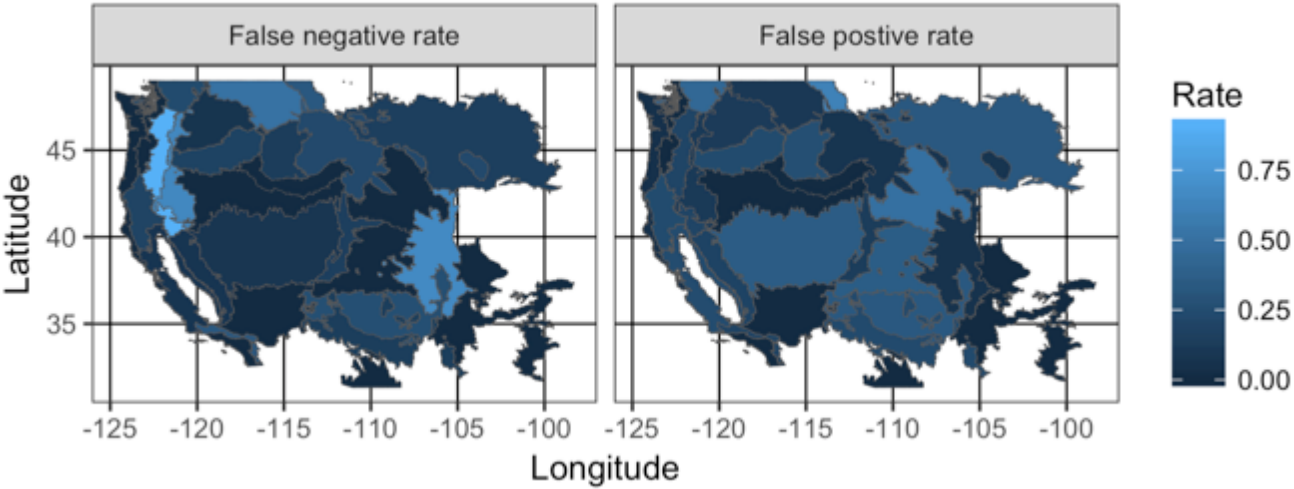 False negative rate
False postive rate
Rate
0.75
0.50
0.25
0.00
Latitude
45
40
35
-125 -120 -115 -110 -105 -100
-125 -120 -115 -110 -105 -100
Longitude